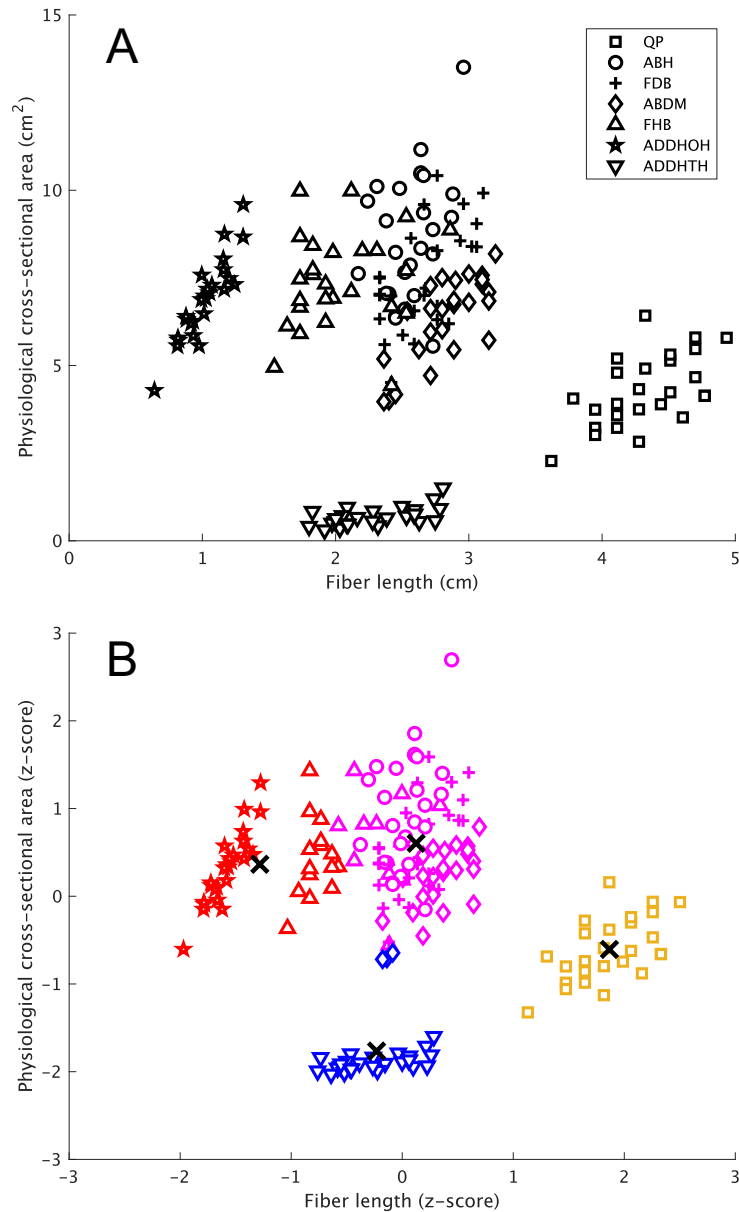 A
15
10
5
0
Physiological cross-sectional area (cm2)
QP
ABH
FDB
ABDM
FHB
ADDHOH
ADDHTH
0 1 2 3 4 5
Fiber length (cm)
B
3
2
1
0
−1
−2
−3
Physiological cross-sectional area (z-score)
−3 −2 −1 0 1 2 3
Fiber length (z-score)